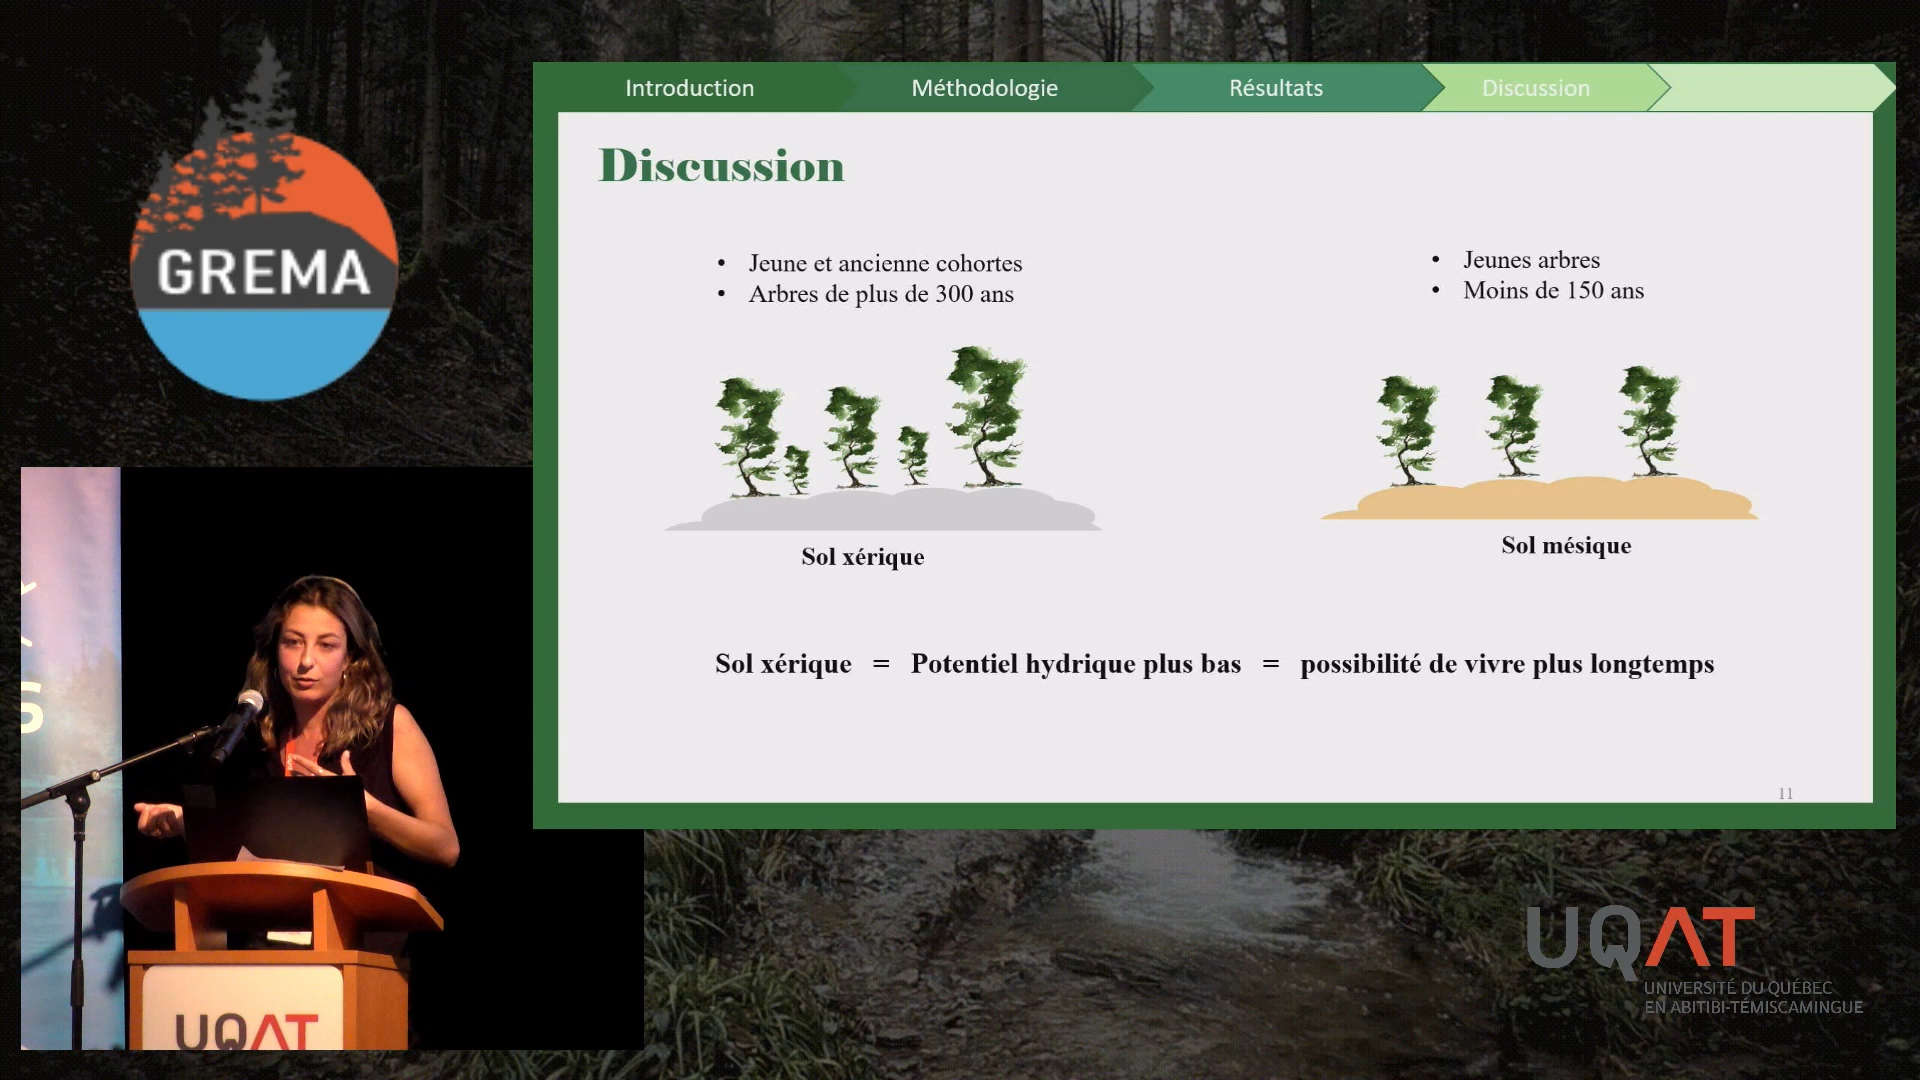 GREMA
Introduction
Méthodologie
Résultats
Discussion
Discussion
• Jeune et ancienne cohortes
• Arbres de plus de 300 ans
• Jeunes arbres
• Moins de 150 ans
Sol xérique
Sol mésique
Sol xérique = Potentiel hydrique plus bas = possibilité de vivre plus longtemps
11
UQAT
UQAT
UNIVERSITÉ DU QUÉBEC
EN ABITIBI-TÉMISCAMINGUE